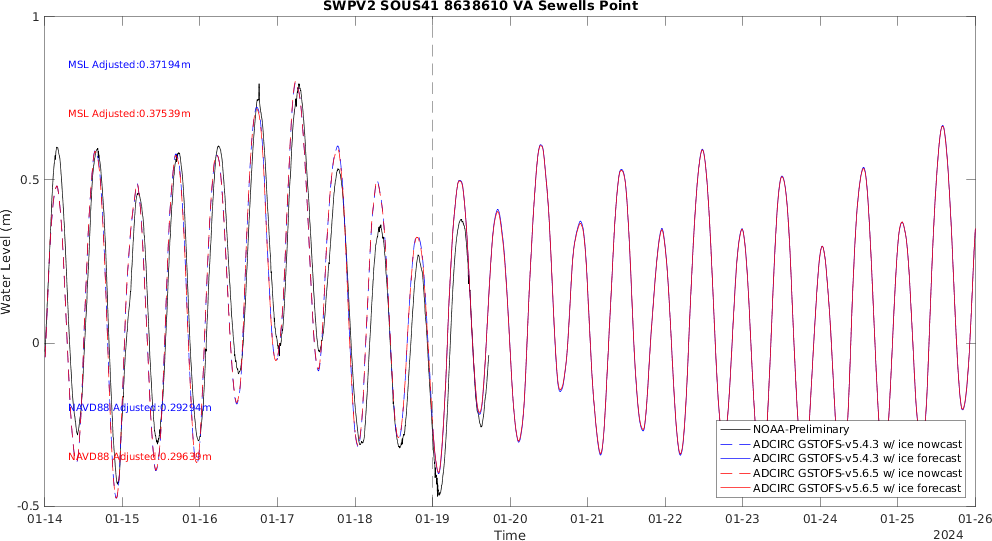 SWPV2 SOUS41 8638610 VA Sewells Point
1
MSL Adjusted:0.37194m
MSL Adjusted:0.37539m
0.5
Water Level (m)
0
NAVD88 Adjusted:0.29294m
NAVD88 Adjusted:0.29639m
NOAA-Preliminary
ADCIRC GSTOFS-v5.4.3 w/ ice nowcast
ADCIRC GSTOFS-v5.4.3 w/ ice forecast
ADCIRC GSTOFS-v5.6.5 w/ ice nowcast
ADCIRC GSTOFS-v5.6.5 w/ ice forecast
-0.5
01-14 01-15 01-16 01-17 01-18 01-19 01-20 01-21 01-22 01-23 01-24 01-25 01-26
Time
2024